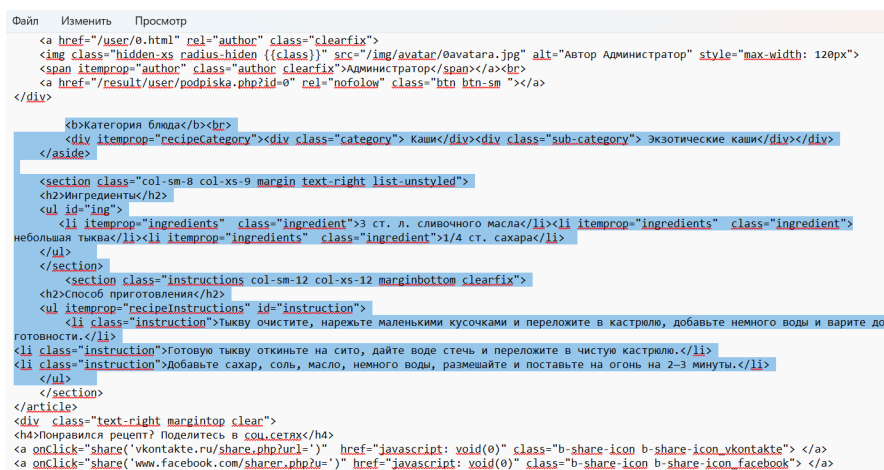 Файл Изменить Просмотр
<a href="/user/0.html" rel="author" class="clearfix">
<img class="hidden-xs radius-hiden {{class}}" src="/img/avatar/0avatara.jpg" alt="Автор Администратор" style="max-width: 120px">
<span itemprop="author" class="author clearfix">Администратор</span></a><br>
<a href="/result/user/podpiska.php?id=0" rel="nofolow" class="btn btn-sm "></a>
</div>
<b>Категория блюда</b><br>
<div itemprop="recipeCategory"><div class="category"> Каши</div><div class="sub-category"> Экзотические каши</div></div>
</aside>
<section class="col-sm-8 col-xs-9 margin text-right list-unstyled">
<h2>Ингредиенты</h2>
<ul id="ing">
<li itemprop="ingredients"  class="ingredient">3 ст. л. сливочного масла</li><li itemprop="ingredients"  class="ingredient">
небольшая тыква</li><li itemprop="ingredients"  class="ingredient">1/4 ст. сахара</li>
</ul>
</section>
<section class="instructions col-sm-12 col-xs-12 marginbottom clearfix">
<h2>Способ приготовления</h2>
<ul itemprop="recipeInstructions" id="instruction">
<li class="instruction">Тыкву очистите, нарежьте маленькими кусочками и переложите в кастрюлю, добавьте немного воды и варите до
готовности.</li>
<li class="instruction">Готовую тыкву откиньте на сито, дайте воде стечь и переложите в чистую кастрюлю.</li>
<li class="instruction">Добавьте сахар, соль, масло, немного воды, размешайте и поставьте на огонь на 2–3 минуты.</li>
</ul>
</section>
</article>
<div  class="text-right margintop clear">
<h4>Понравился рецепт? Поделитесь в соц.сетях</h4>
<a onClick="share('vkontakte.ru/share.php?url=')"  href="javascript: void(0)" class="b-share-icon b-share-icon_vkontakte"> </a>
<a onClick="share('www.facebook.com/sharer.php?u=')" href="javascript: void(0)" class="b-share-icon b-share-icon_facebook"> </a>